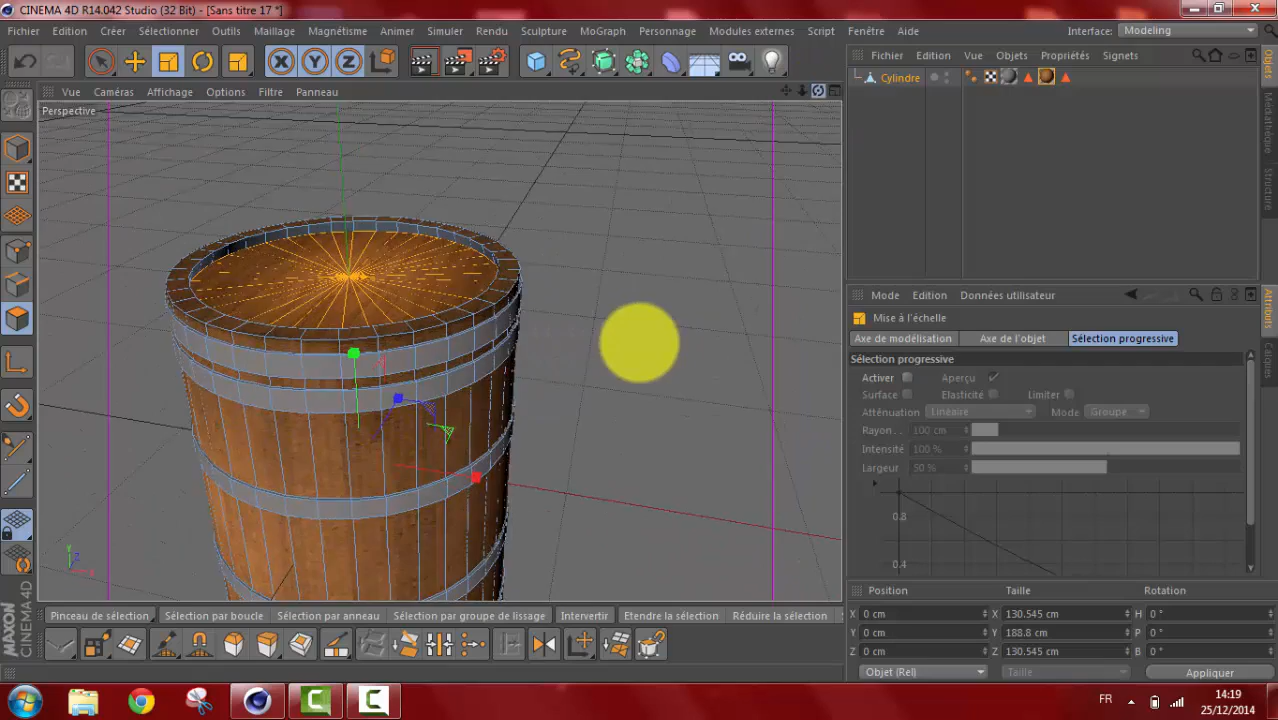 CINEMA 4D R14.042 Studio (32 Bit) - [Sans titre 17 *]
Fichier Edition Créer Sélectionner Outils Maillage Magnétisme Animer Simuler Rendu Sculpture MoGraph Personnage Modules externes Script Fenêtre Aide Interface: Modeling
Fichier Edition Vue Objets Propriétés Signets
Cylindre
Vue Caméras Affichage Options Filtre Panneau
Perspective
Objets
Médiathèque
Structure
Mode Edition Données utilisateur
Mise à l'échelle
Axe de modélisation Axe de l'objet Sélection progressive
Sélection progressive
Activer Aperçu
Surface Elasticité Limiter
Atténuation Linéaire Mode Groupe
Rayon... 100 cm
Intensité 100 %
Largeur 50 %
0.8
0.4
Attributs
Calques
Y Z X
Position Taille Rotation
X 0 cm X 130.545 cm H 0 °
Y 0 cm Y 188.8 cm P 0 °
Z 0 cm Z 130.545 cm B 0 °
Objet (Rel) Taille Appliquer
Pinceau de sélection Sélection par boucle Sélection par anneau Sélection par groupe de lissage Intervertir Etendre la sélection Réduire la sélection
MAXON
CINEMA 4D
FR
14:19
25/12/2014